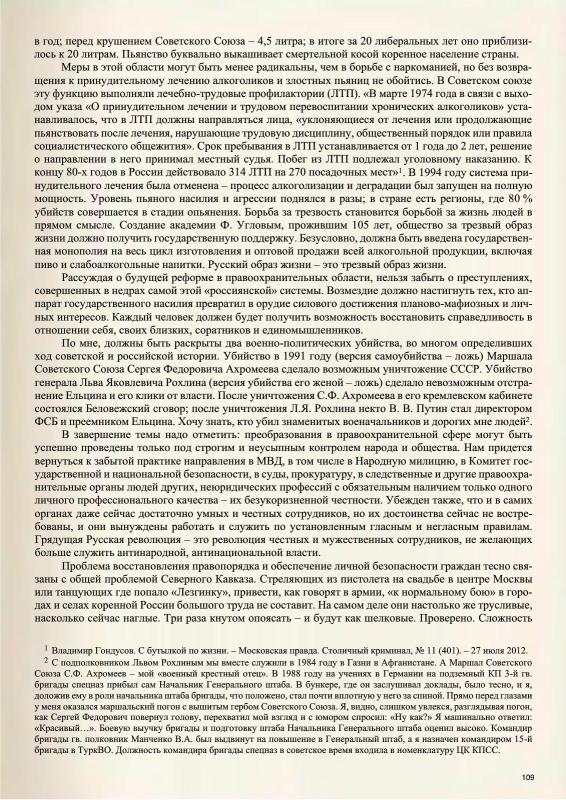 в год; перед крушением Советского Союза – 4,5 литра; в итоге за 20 либеральных лет оно приблизи-
лось к 20 литрам. Пьянство буквально выкашивает смертельной косой коренное население страны.
Меры в этой области могут быть менее радикальны, чем в борьбе с наркоманией, но без возвра-
щения к принудительному лечению алкоголиков и злостных пьяниц не обойтись. В Советском союзе
эту функцию выполняли лечебно-трудовые профилактории (ЛТП). «В марте 1974 года в связи с выхо-
дом указа «О принудительном лечении и трудовом перевоспитании хронических алкоголиков» уста-
навливалось, что в ЛТП должны направляться лица, «уклоняющиеся от лечения или продолжающие
пьянствовать после лечения, нарушающие трудовую дисциплину, общественный порядок или правила
социалистического общежития». Срок пребывания в ЛТП устанавливается от 1 года до 2 лет, решение
о направлении в него принимал местный судья. Побег из ЛТП подлежал уголовному наказанию. К
концу 80-х годов в России действовало 314 ЛТП на 270 посадочных мест»¹. В 1994 году система при-
нудительного лечения была отменена – процесс алкоголизации и деградации был запущен на полную
мощность. Уровень пьяного насилия и агрессии поднялся в разы; в стране есть регионы, где 80 %
убийств совершается в стадии опьянения. Борьба за трезвость становится борьбой за жизнь людей в
прямом смысле. Создание академии Ф. Угловым, прожившим 105 лет, общество за трезвый образ
жизни должно получить государственную поддержку. Безусловно, должна быть введена государствен-
ная монополия на весь цикл изготовления и оптовой продажи всей алкогольной продукции, включая
пиво и слабоалкогольные напитки. Русский образ жизни – это трезвый образ жизни.
Рассуждая о будущей реформе в правоохранительных области, нельзя забыть о преступлениях,
совершенных в недрах самой этой «россиянской» системы. Возмездие должно настигнуть тех, кто ап-
парат государственного насилия превратил в орудие силового достижения планово-мафиозных и лич-
ных интересов. Каждый человек должен будет получить возможность восстановить справедливость в
отношении себя, своих близких, соратников и единомышленников.
По мне, должны быть раскрыты два военно-политических убийства, во многом определивших
ход советской и российской истории. Убийство в 1991 году (версия самоубийства – ложь) Маршала
Советского Союза Сергея Федоровича Ахромеева сделало возможным уничтожение СССР. Убийство
генерала Льва Яковлевича Рохлина (версия убийства его женой – ложь) сделало невозможным отстра-
нение Ельцина и его клики от власти. После уничтожения С.Ф. Ахромеева в его кремлевском кабинете
состоялся Беловежский сговор; после уничтожения Л.Я. Рохлина некто В. В. Путин стал директором
ФСБ и преемником Ельцина. Хочу знать, кто убил знаменитых военачальников и дорогих мне людей².
В завершение темы надо отметить: преобразования в правоохранительной сфере могут быть
успешно проведены только под строгим и неусыпным контролем народа и общества. Нам придется
вернуться к забытой практике направления в МВД, в том числе в Народную милицию, в Комитет го-
сударственной и национальной безопасности, в суды, прокуратуру, в следственные и другие правоохра-
нительные органы людей других, неюридических профессий с обязательным наличием только одного
личного профессионального качества – их безукоризненной честности. Убежден также, что и в самих
органах даже сейчас достаточно умных и честных сотрудников, но их достоинства сейчас не востре-
бованы, и они вынуждены работать и служить по установленным гласным и негласным правилам.
Грядущая Русская революция – это революция честных и мужественных сотрудников, не желающих
больше служить антинародной, антинациональной власти.
Проблема восстановления правопорядка и обеспечение личной безопасности граждан тесно свя-
заны с общей проблемой Северного Кавказа. Стреляющих из пистолета на свадьбе в центре Москвы
или танцующих где попало «Лезгинку», привести, как говорят в армии, «к нормальному бою» в горо-
дах и селах коренной России большого труда не составит. На самом деле они настолько же трусливые,
насколько сейчас наглые. Три раза кнутом опоясать – и будут как шелковые. Проверено. Сложность
¹ Владимир Гондусов. С бутылкой по жизни. – Московская правда. Столичный криминал, № 11 (401). – 27 июля 2012.
² С подполковником Львом Рохлиным мы вместе служили в 1984 году в Газни в Афганистане. А Маршал Советского
Союза С.Ф. Ахромеев – мой «военный крестный отец». В 1988 году на учениях в Германии на подземный КП 3-й гв.
бригады спецназ прибыл сам Начальник Генерального штаба. В бункере, где он заслушивал доклады, было тесно, и я,
доложив ему в роли начальника штаба бригады, что положено, стал почти вплотную у него за спиной. Прямо перед глазами
у меня оказался маршальский погон с вышитым гербом Советского Союза. Я, видно, слишком увлекся, разглядывая погон,
как Сергей Федорович повернул голову, перехватил мой взгляд и с юмором спросил: «Ну как?» Я машинально ответил:
«Красивый…». Боевую выучку бригады и подготовку штаба Начальника Генерального штаба оценил высоко. Командир
бригады гв. полковник Манченко В.А. был выдвинут на повышение в Генеральный штаб, а я назначен командиром 15-й
бригады в ТуркВО. Должность командира бригады спецназ в советское время входила в номенклатуру ЦК КПСС.
109